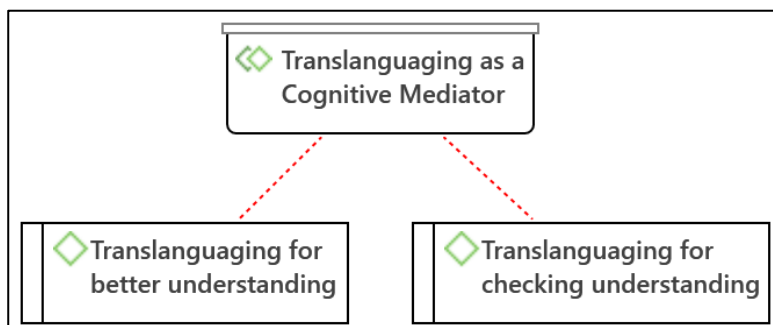 Translanguaging as a
Cognitive Mediator
Translanguaging for
better understanding
Translanguaging for
checking understanding